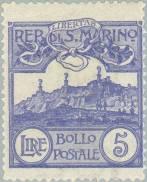 LIBERTAS
REP. DI S. MARINO
LIRE 5
BOLLO
POSTALE